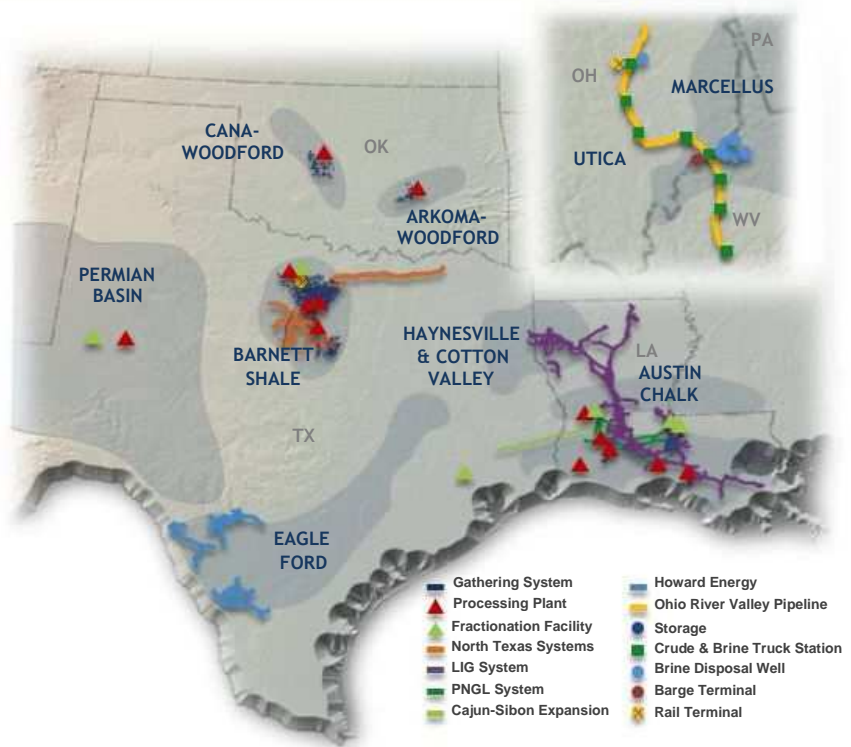 PA
OH
MARCELLUS
CANA-
WOODFORD
OK
UTICA
ARKOMA-
WOODFORD
WV
PERMIAN
BASIN
HAYNESVILLE
& COTTON
VALLEY
BARNETT
SHALE
LA
AUSTIN
CHALK
TX
EAGLE
FORD
Gathering System
Processing Plant
Fractionation Facility
North Texas Systems
LIG System
PNGL System
Cajun-Sibon Expansion
Howard Energy
Ohio River Valley Pipeline
Storage
Crude & Brine Truck Station
Brine Disposal Well
Barge Terminal
Rail Terminal